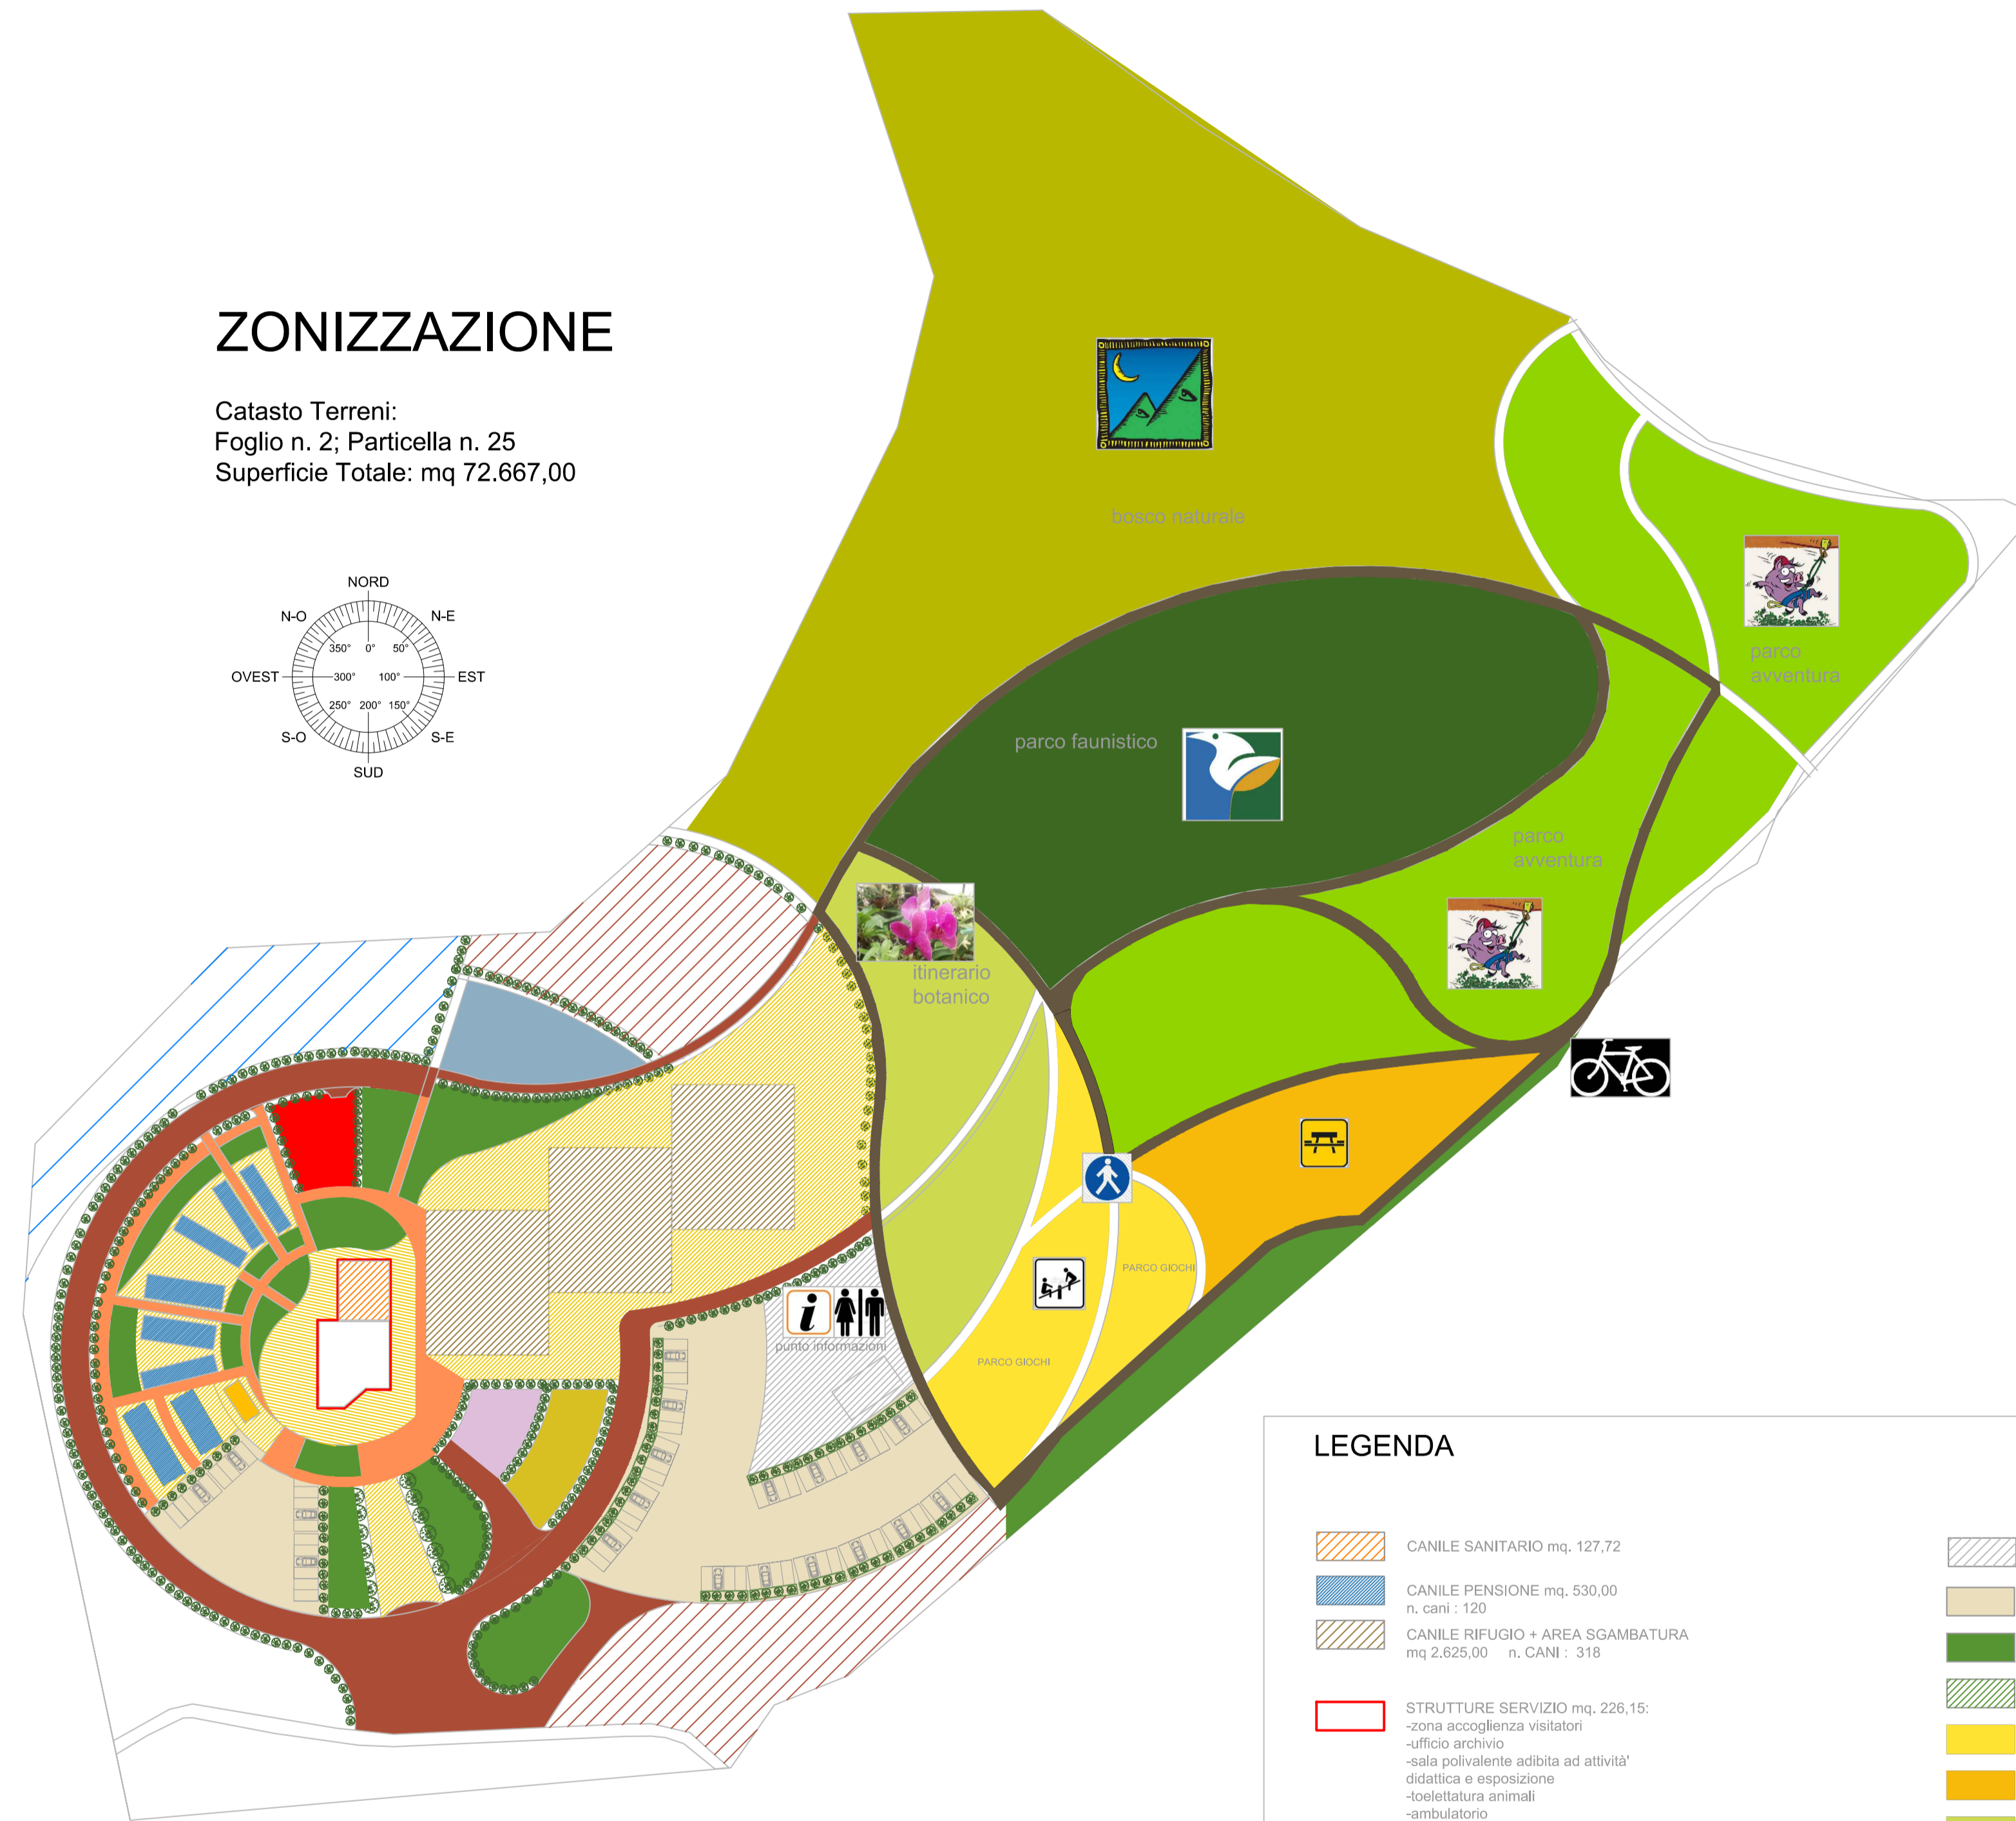 ZONIZZAZIONE
Catasto Terreni:
Foglio n. 2; Particella n. 25
Superficie Totale: mq 72.667,00
NORD
N-O
N-E
350°
0°
50°
OVEST
300°
100°
EST
250°
200°
150°
S-O
S-E
SUD
bosco naturale
parco
avventura
parco faunistico
parco
avventura
itinerario
botanico
PARCO GIOCHI
i
punto informazioni
PARCO GIOCHI
LEGENDA
CANILE SANITARIO mq. 127,72
CANILE PENSIONE mq. 530,00
n. cani : 120
CANILE RIFUGIO + AREA SGAMBATURA
mq 2.625,00 n. CANI : 318
STRUTTURE SERVIZIO mq. 226,15:
-zona accoglienza visitatori
-ufficio archivio
-sala polivalente adibita ad attività'
didattica e esposizione
-toelettatura animali
-ambulatorio